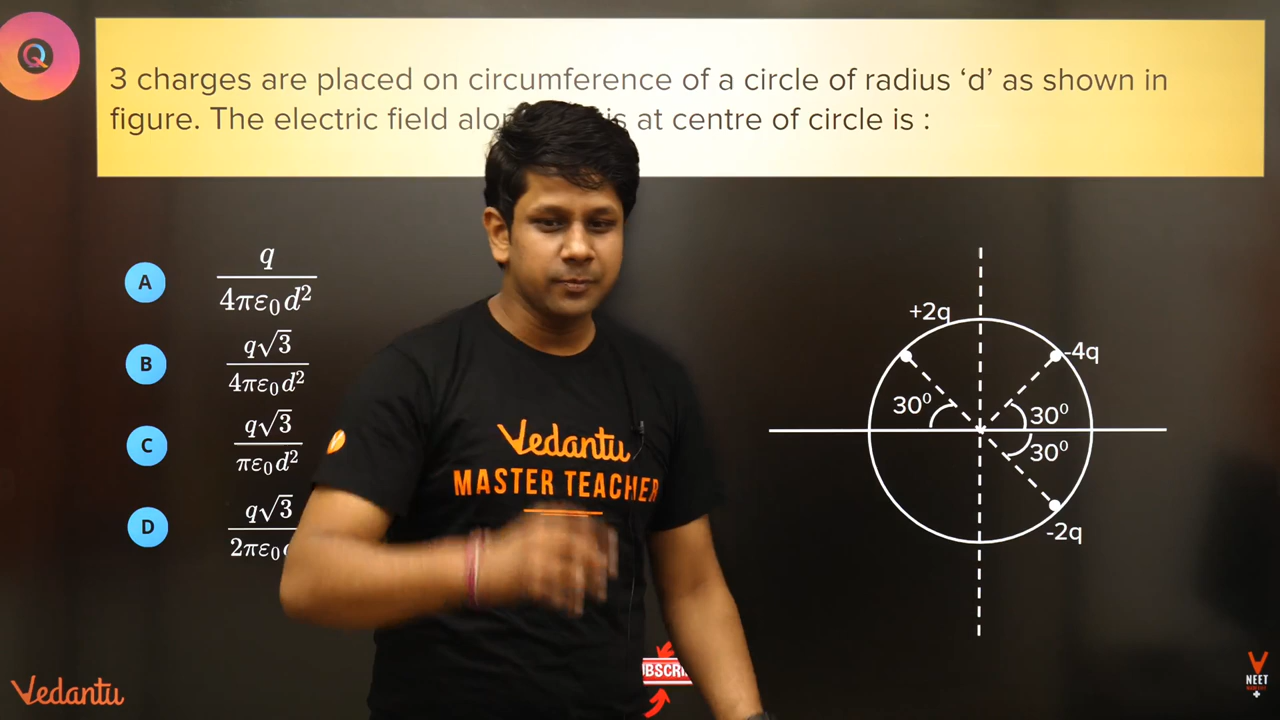 3 charges are placed on circumference of a circle of radius ‘d’ as shown in
figure. The electric field at centre of circle is :
A
q
4πε₀d²
B
q√3
4πε₀d²
C
q√3
πε₀d²
D
q√3
2πε₀
+2q
-4q
30⁰
30⁰
30⁰
-2q
Vedantu
MASTER TEACHER
Vedantu
NEET